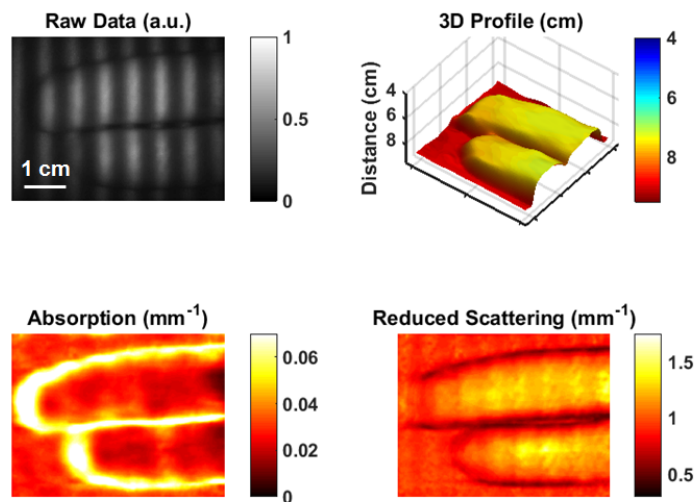 Raw Data (a.u.)
1
0.5
0
1 cm
3D Profile (cm)
Distance (cm)
4
6
8
4
6
8
Absorption (mm⁻¹)
0.06
0.04
0.02
0
Reduced Scattering (mm⁻¹)
1.5
1
0.5